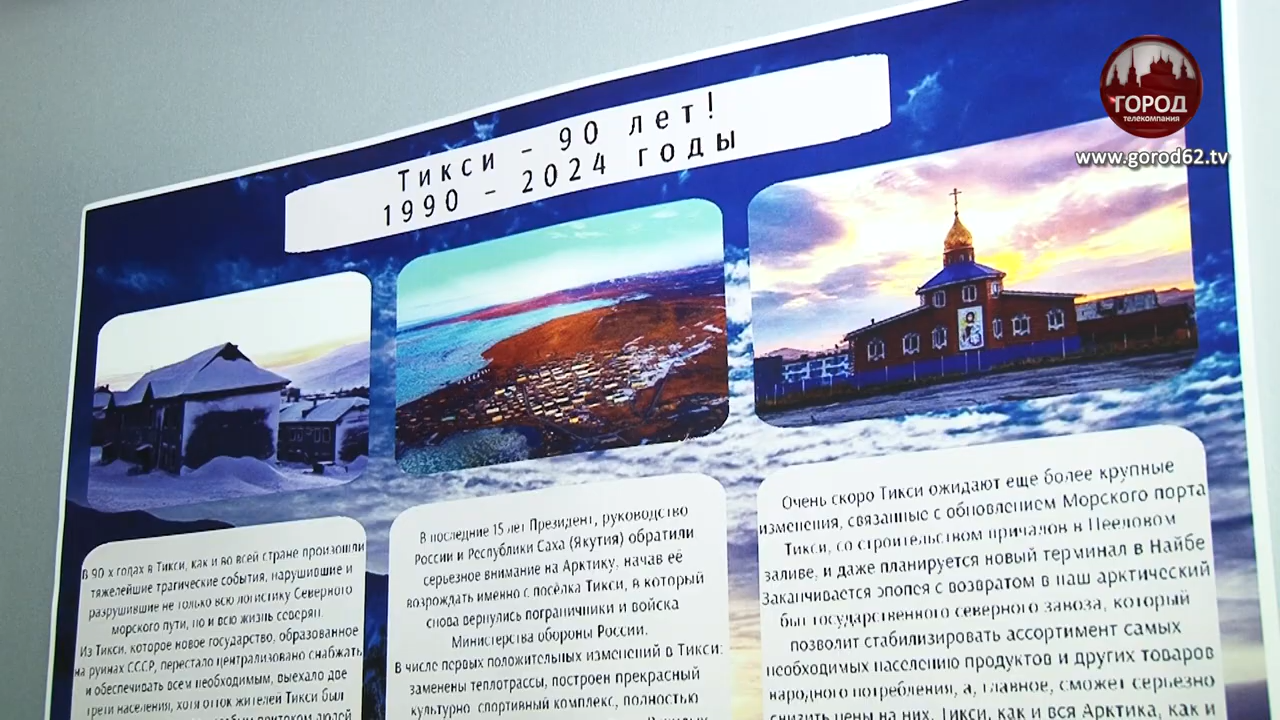 ГОРОД
телекомпания
www.gorod62.tv
Тикси - 90 лет!
1990 - 2024 годы
В 90-х годах в Тикси, как и во всей стране произошли
тяжелейшие трагические события, нарушившие и
разрушившие не только всю логистику Северного
морского пути, но и всю жизнь северян.
Из Тикси, которое новое государство, образованное
на руинах СССР, перестало централизовано снабжать
и обеспечивать всем необходимым, выехало две
трети населения, хотя отток жителей Тикси был
притоком людей
В последние 15 лет Президент, руководство
России и Республики Саха (Якутия) обратили
серьезное внимание на Арктику, начав её
возрождать именно с посёлка Тикси, в который
снова вернулись пограничники и войска
Министерства обороны России.
В числе первых положительных изменений в Тикси:
заменены теплотрассы, построен прекрасный
культурно-спортивный комплекс, полностью
Очень скоро Тикси ожидают еще более крупные
изменения, связанные с обновлением Морского порта
Тикси, со строительством причалов в Нееловом
заливе, и даже планируется новый терминал в Найбе
Заканчивается эпопея с возвратом в наш арктический
быт государственного северного завоза, который
позволит стабилизировать ассортимент самых
необходимых населению продуктов и других товаров
народного потребления, а, главное, сможет серьезно
снизить цены на них. Тикси, как и вся Арктика, как и